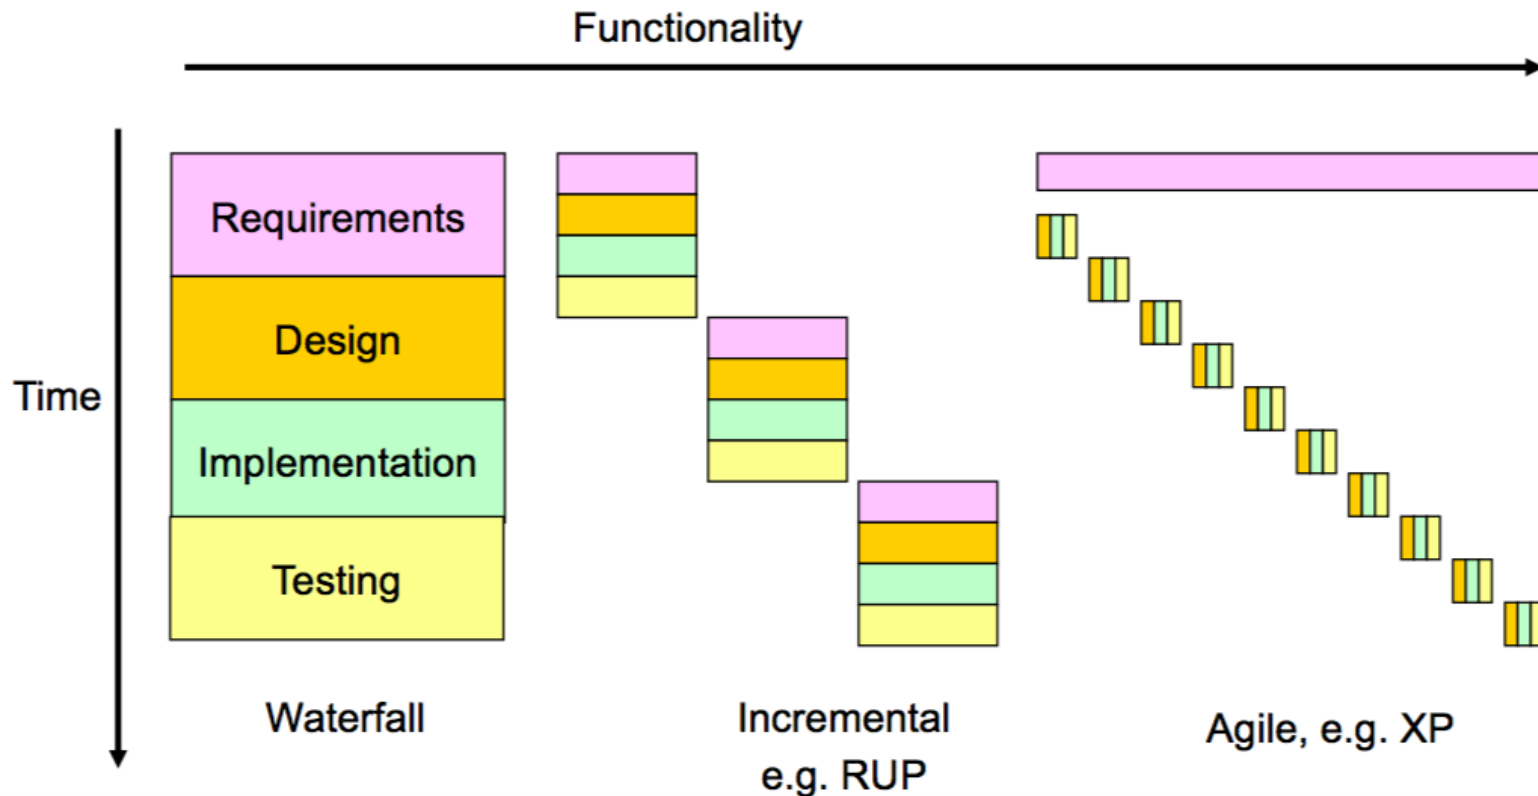 Functionality
Time
Requirements
Design
Implementation
Testing
Waterfall
Incremental
e.g. RUP
Agile, e.g. XP